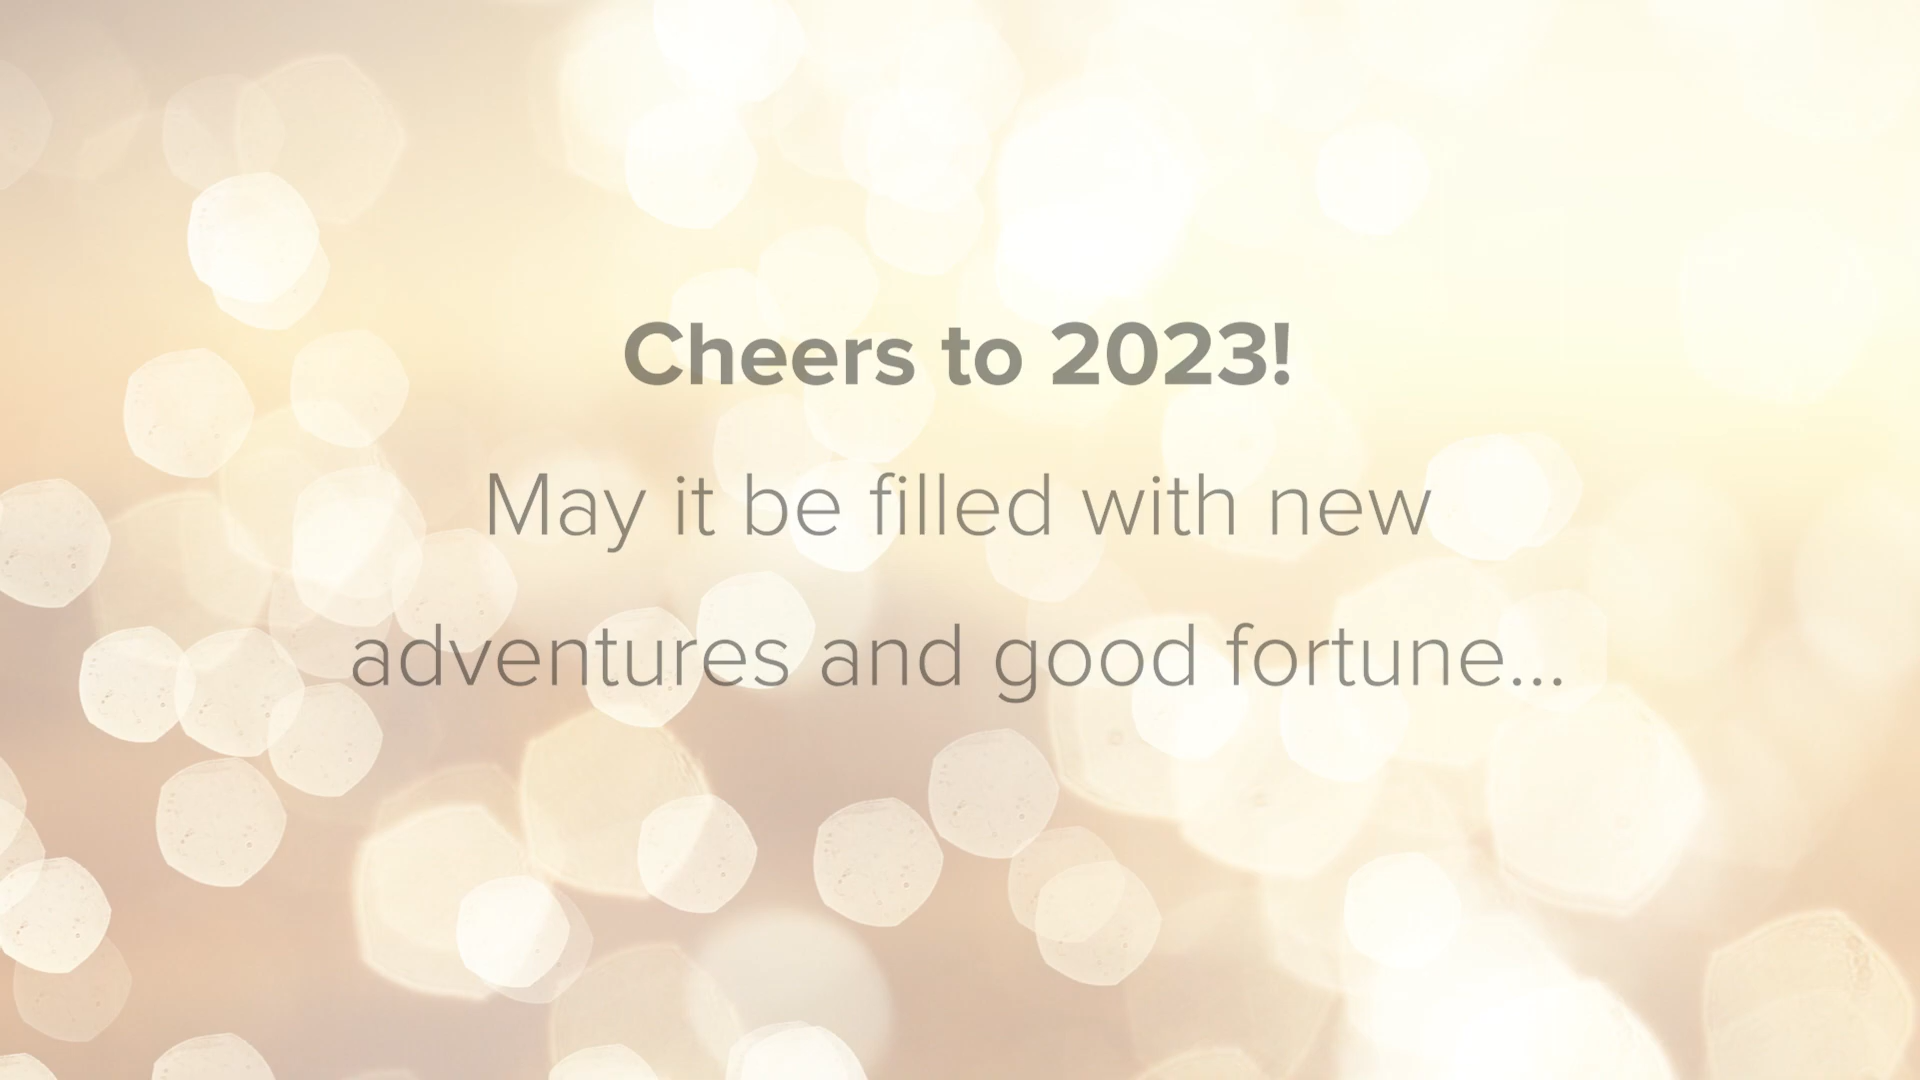 Cheers to 2023!
May it be filled with new
adventures and good fortune...